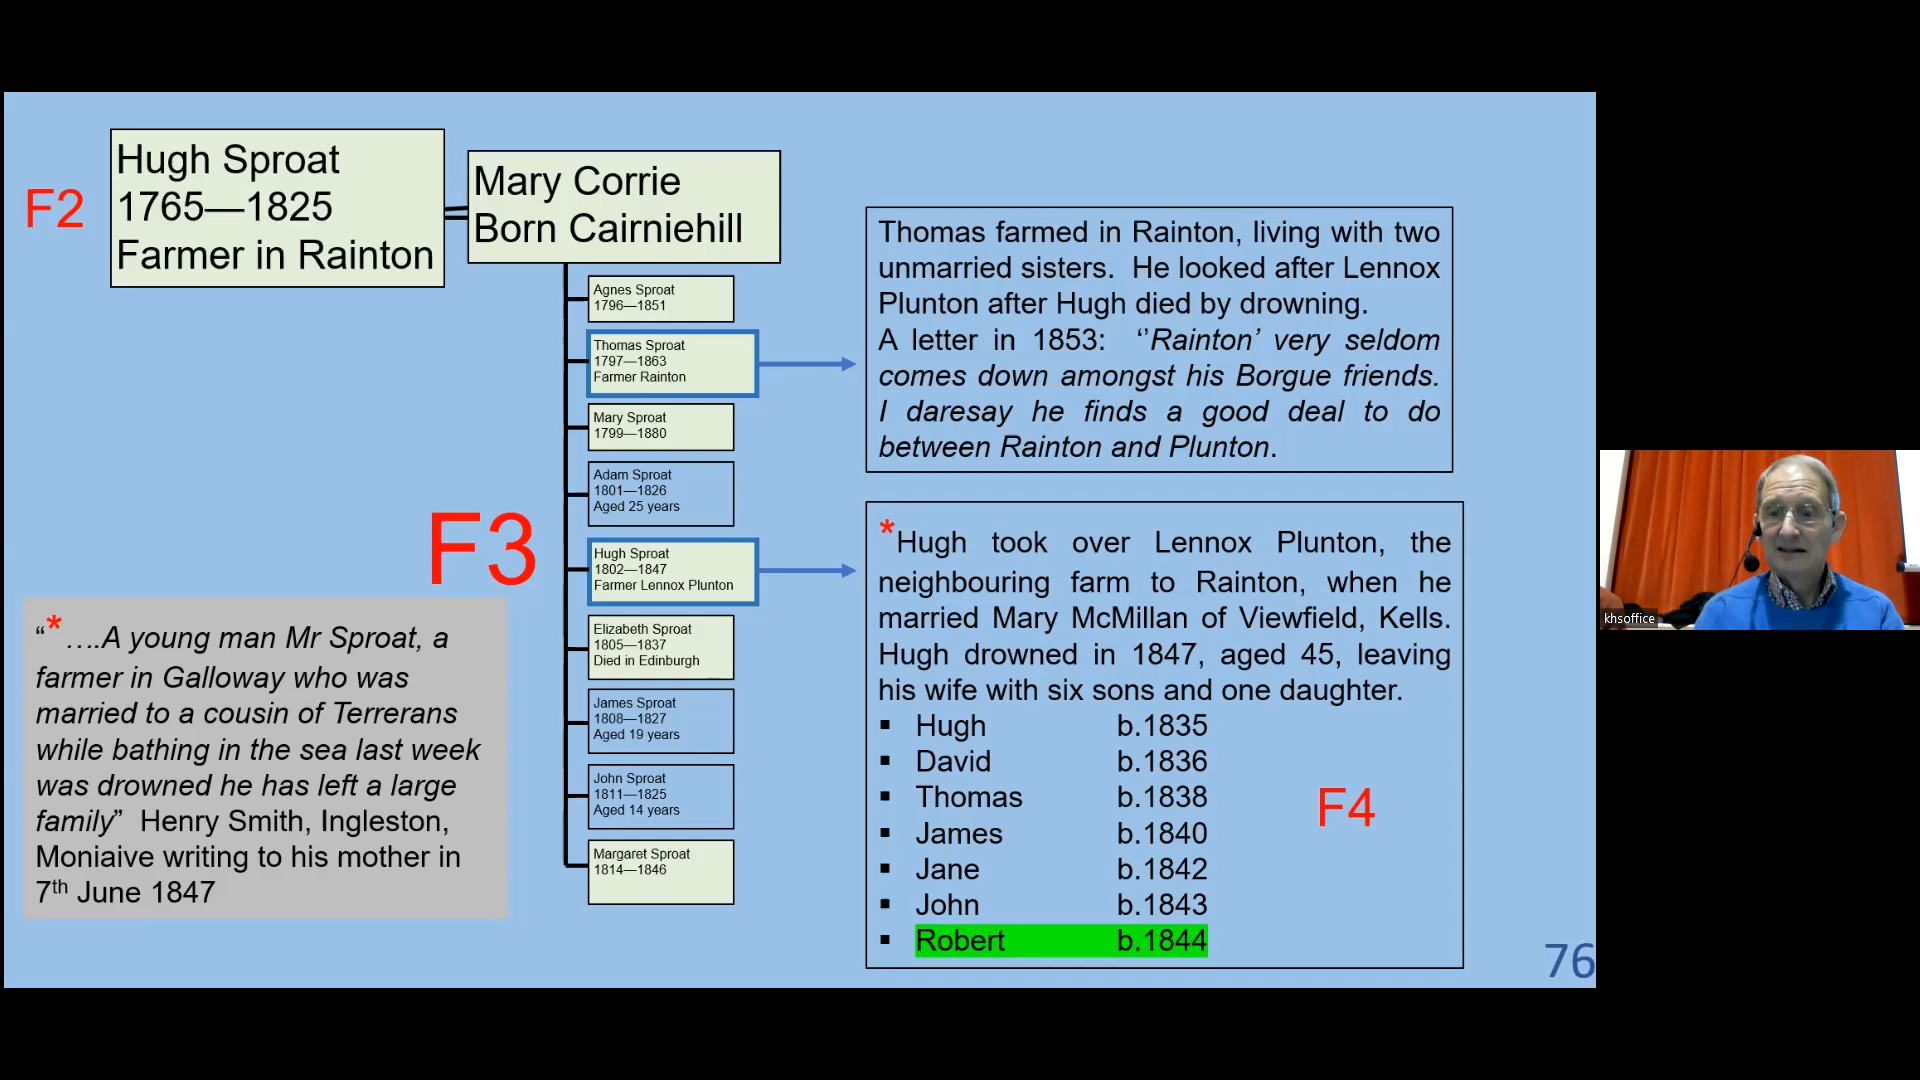 F2
Hugh Sproat
1765—1825
Farmer in Rainton
Mary Corrie
Born Cairniehill
F3
Agnes Sproat
1796—1851
Thomas Sproat
1797—1863
Farmer Rainton
Mary Sproat
1799—1880
Adam Sproat
1801—1826
Aged 25 years
Hugh Sproat
1802—1847
Farmer Lennox Plunton
Elizabeth Sproat
1805—1837
Died in Edinburgh
James Sproat
1808—1827
Aged 19 years
John Sproat
1811—1825
Aged 14 years
Margaret Sproat
1814—1846
“*….A young man Mr Sproat, a
farmer in Galloway who was
married to a cousin of Terrerans
while bathing in the sea last week
was drowned he has left a large
family” Henry Smith, Ingleston,
Moniaive writing to his mother in
7th June 1847
Thomas farmed in Rainton, living with two
unmarried sisters. He looked after Lennox
Plunton after Hugh died by drowning.
A letter in 1853: ‘’Rainton’ very seldom
comes down amongst his Borgue friends.
I daresay he finds a good deal to do
between Rainton and Plunton.
*Hugh took over Lennox Plunton, the
neighbouring farm to Rainton, when he
married Mary McMillan of Viewfield, Kells.
Hugh drowned in 1847, aged 45, leaving
his wife with six sons and one daughter.
▪ Hugh b.1835
▪ David b.1836
▪ Thomas b.1838
▪ James b.1840
▪ Jane b.1842
▪ John b.1843
▪ Robert b.1844
F4
76
khsoffice